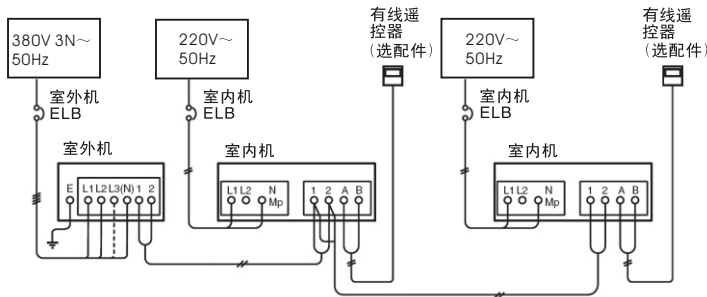 380V 3N～
50Hz
室外机
ELB
室外机
E L1 L2 L3 (N) 1 2
220V～
50Hz
室内机
ELB
室内机
L1 L2 N
Mp
1 2 A B
有线遥
控器
(选配件)
220V～
50Hz
室内机
ELB
室内机
L1 L2 N
Mp
1 2 A B
有线遥
控器
(选配件)